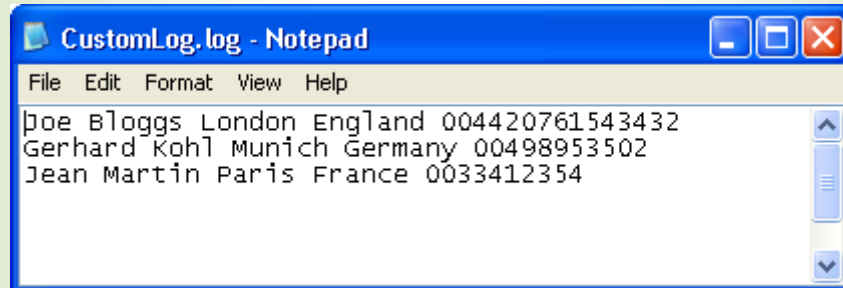 CustomLog.log - Notepad
File Edit Format View Help
Joe Bloggs London England 004420761543432
Gerhard Kohl Munich Germany 00498953502
Jean Martin Paris France 0033412354